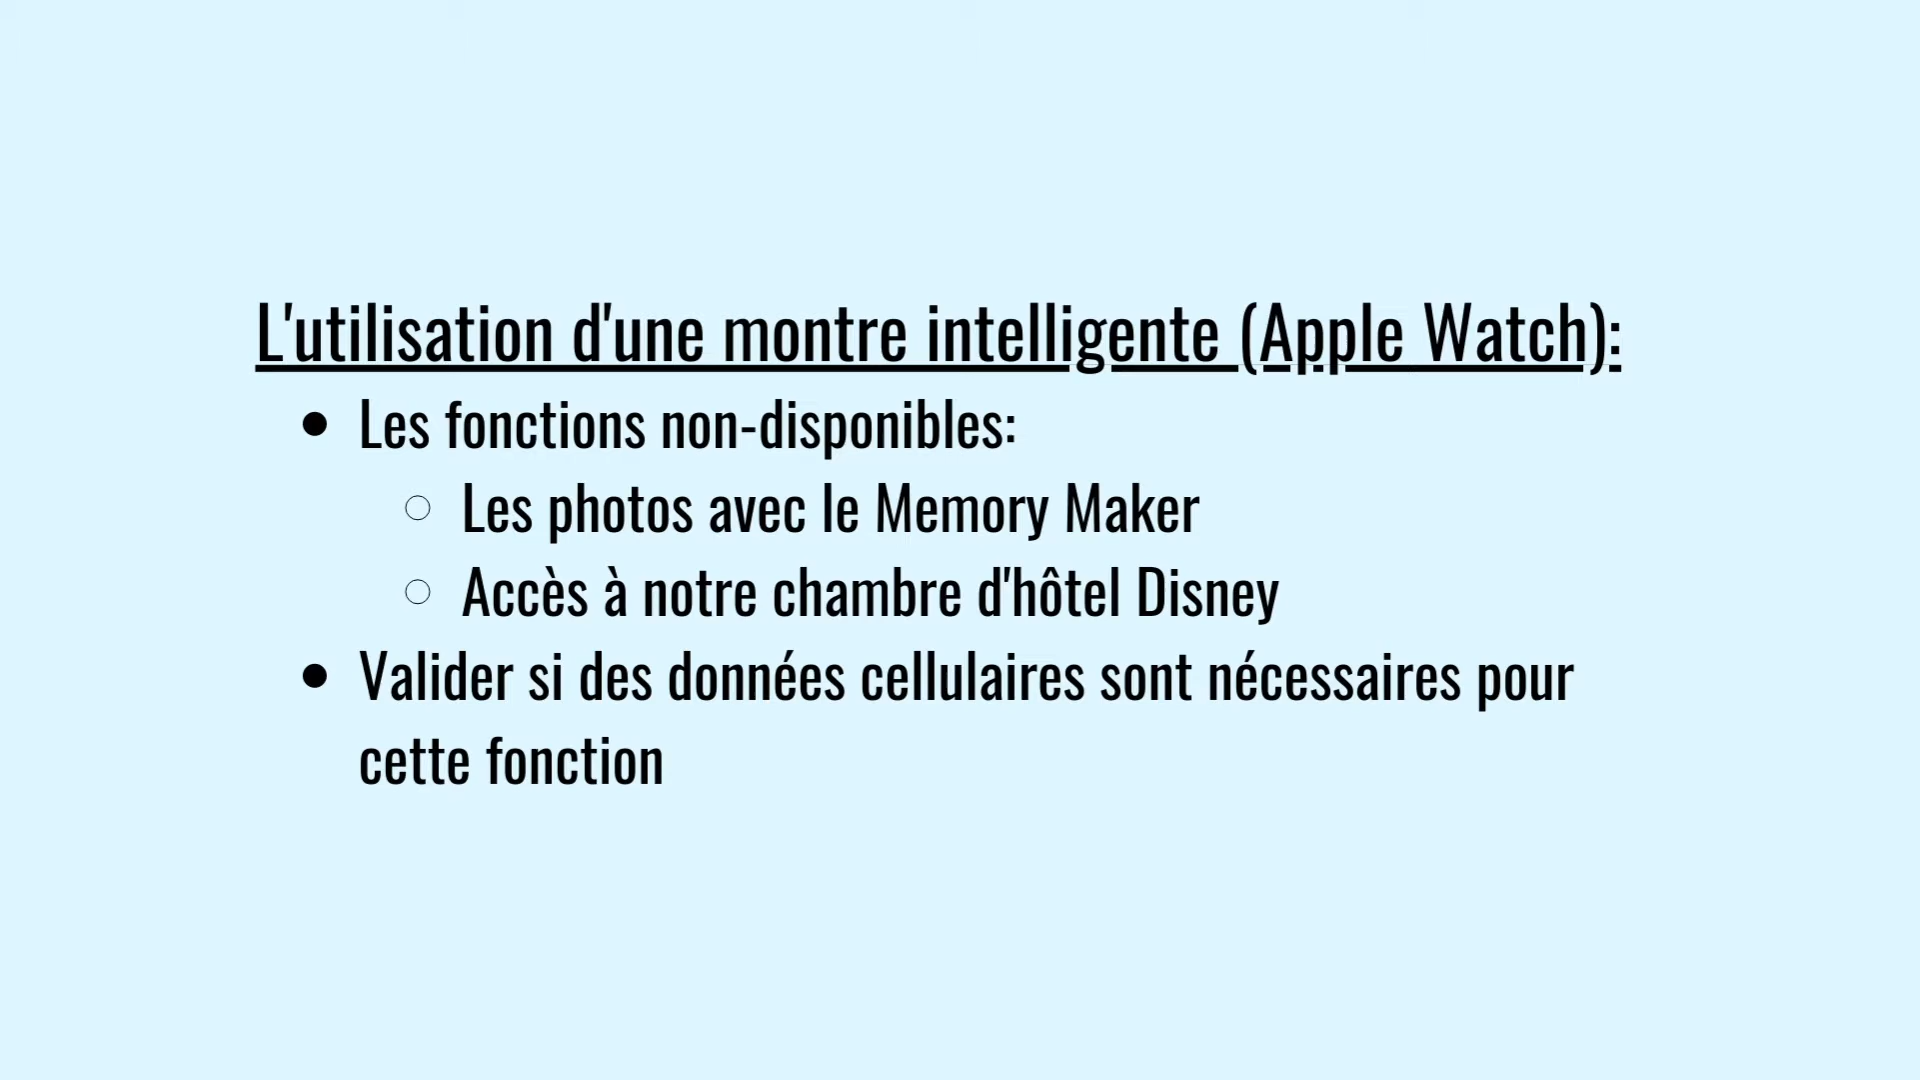 L'utilisation d'une montre intelligente (Apple Watch):
Les fonctions non-disponibles:
Les photos avec le Memory Maker
Accès à notre chambre d'hôtel Disney
Valider si des données cellulaires sont nécessaires pour
cette fonction